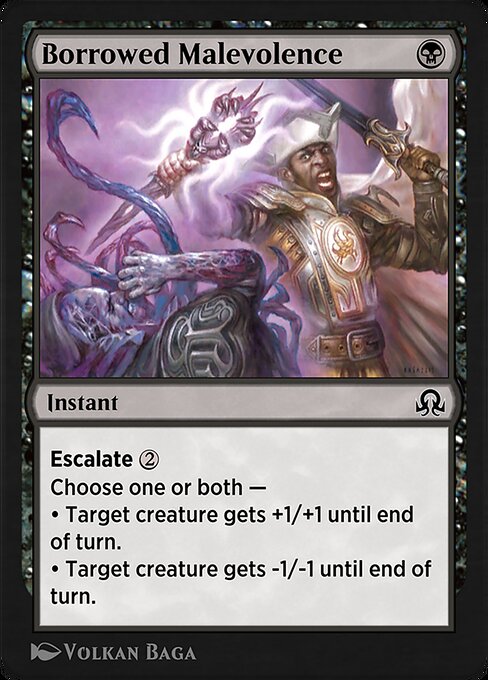 Borrowed Malevolence
Instant
Escalate ②
Choose one or both —
• Target creature gets +1/+1 until end
of turn.
• Target creature gets -1/-1 until end of
turn.
VOLKAN BAGA